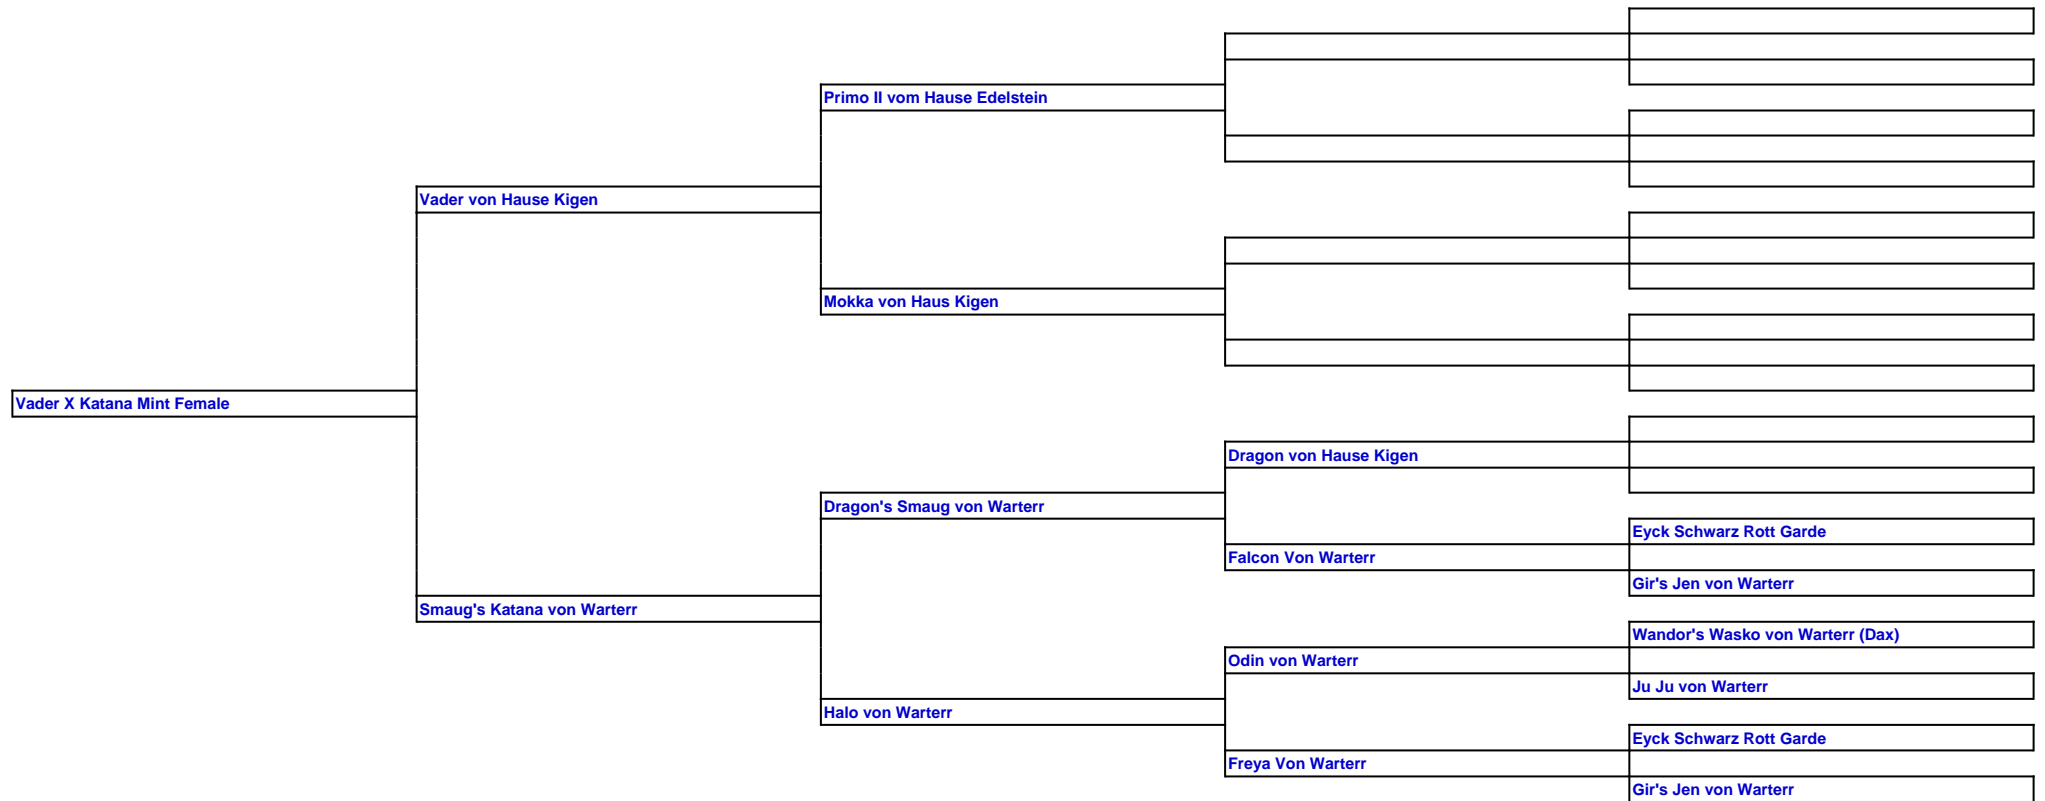 Primo II vom Hause Edelstein
Vader von Hause Kigen
Mokka von Haus Kigen
Vader X Katana Mint Female
Dragon von Hause Kigen
Dragon's Smaug von Warterr
Eyck Schwarz Rott Garde
Falcon Von Warterr
Gir's Jen von Warterr
Smaug's Katana von Warterr
Wandor's Wasko von Warterr (Dax)
Odin von Warterr
Ju Ju von Warterr
Halo von Warterr
Eyck Schwarz Rott Garde
Freya Von Warterr
Gir's Jen von Warterr